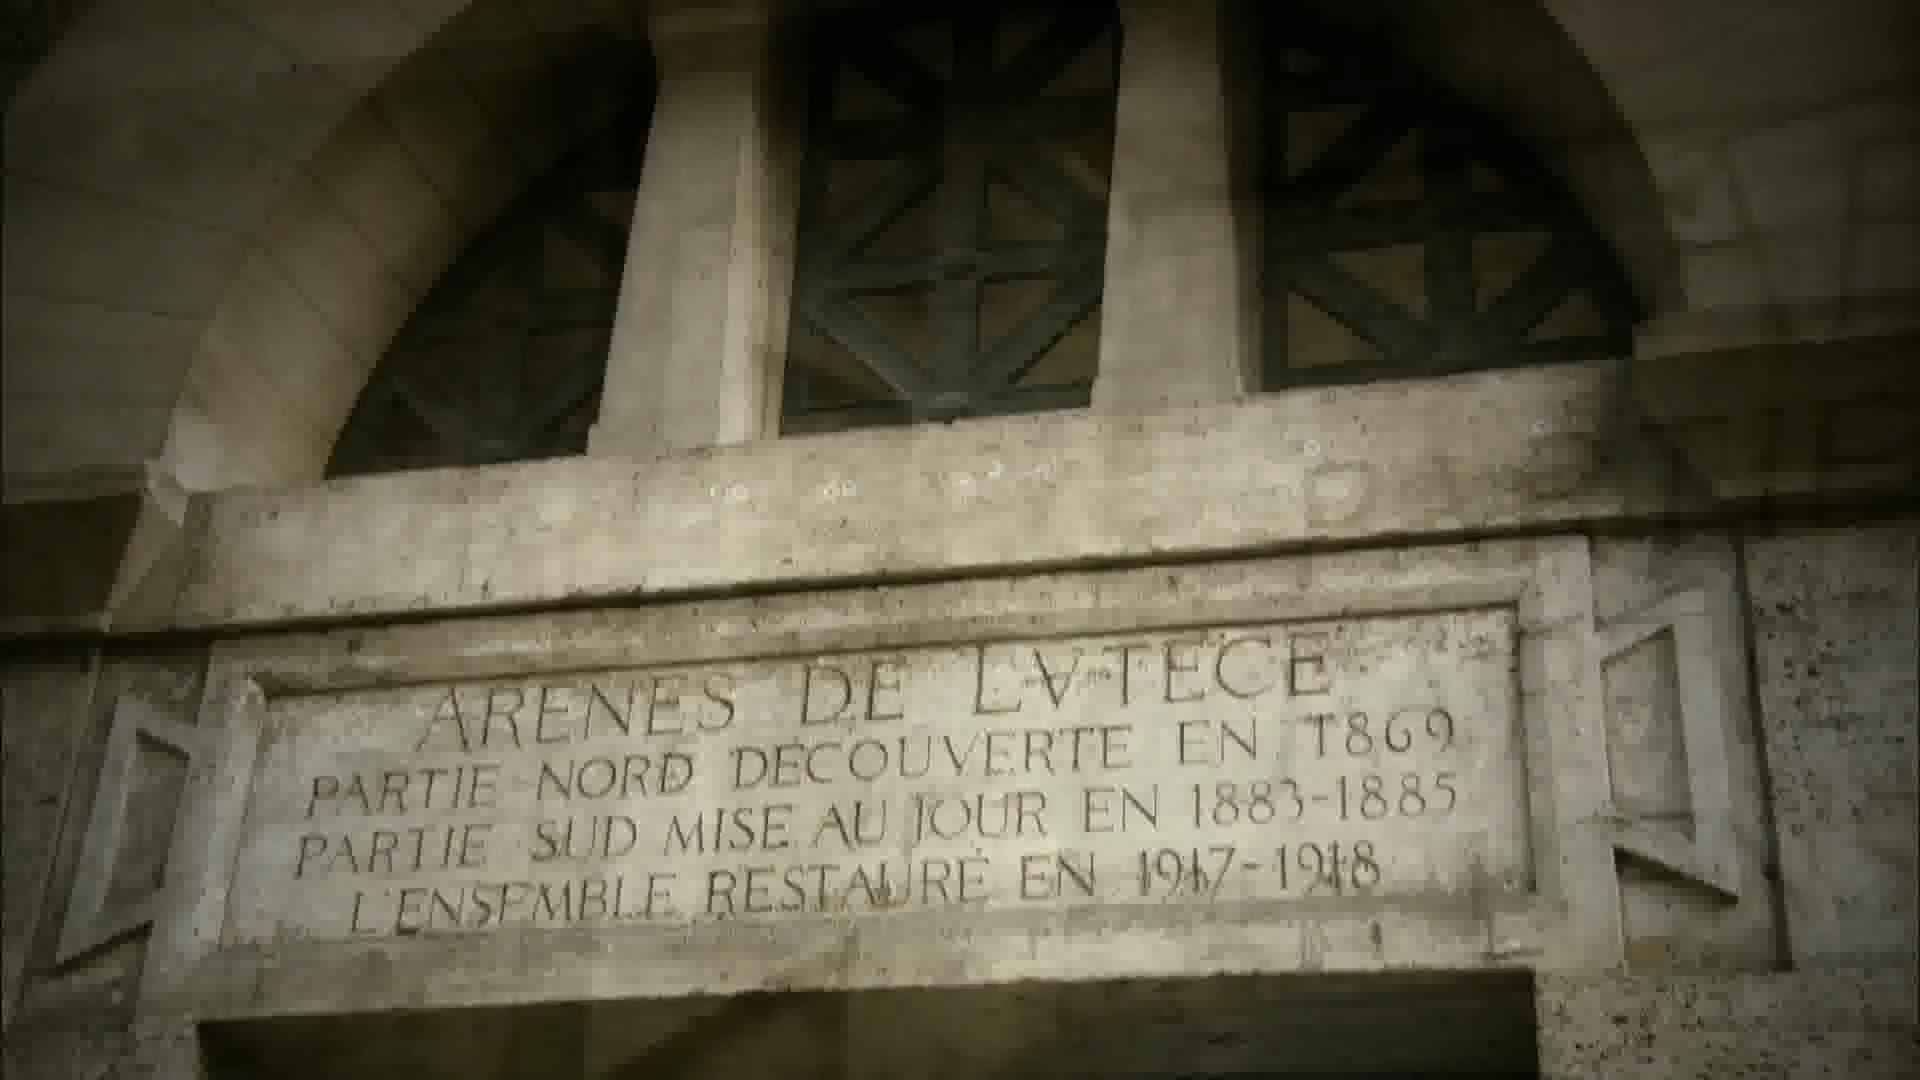 ARENES DE LVTECE
PARTIE NORD DECOUVERTE EN 1869
PARTIE SUD MISE AU JOUR EN 1883-1885
L'ENSEMBLE RESTAURÉ EN 1917-1918